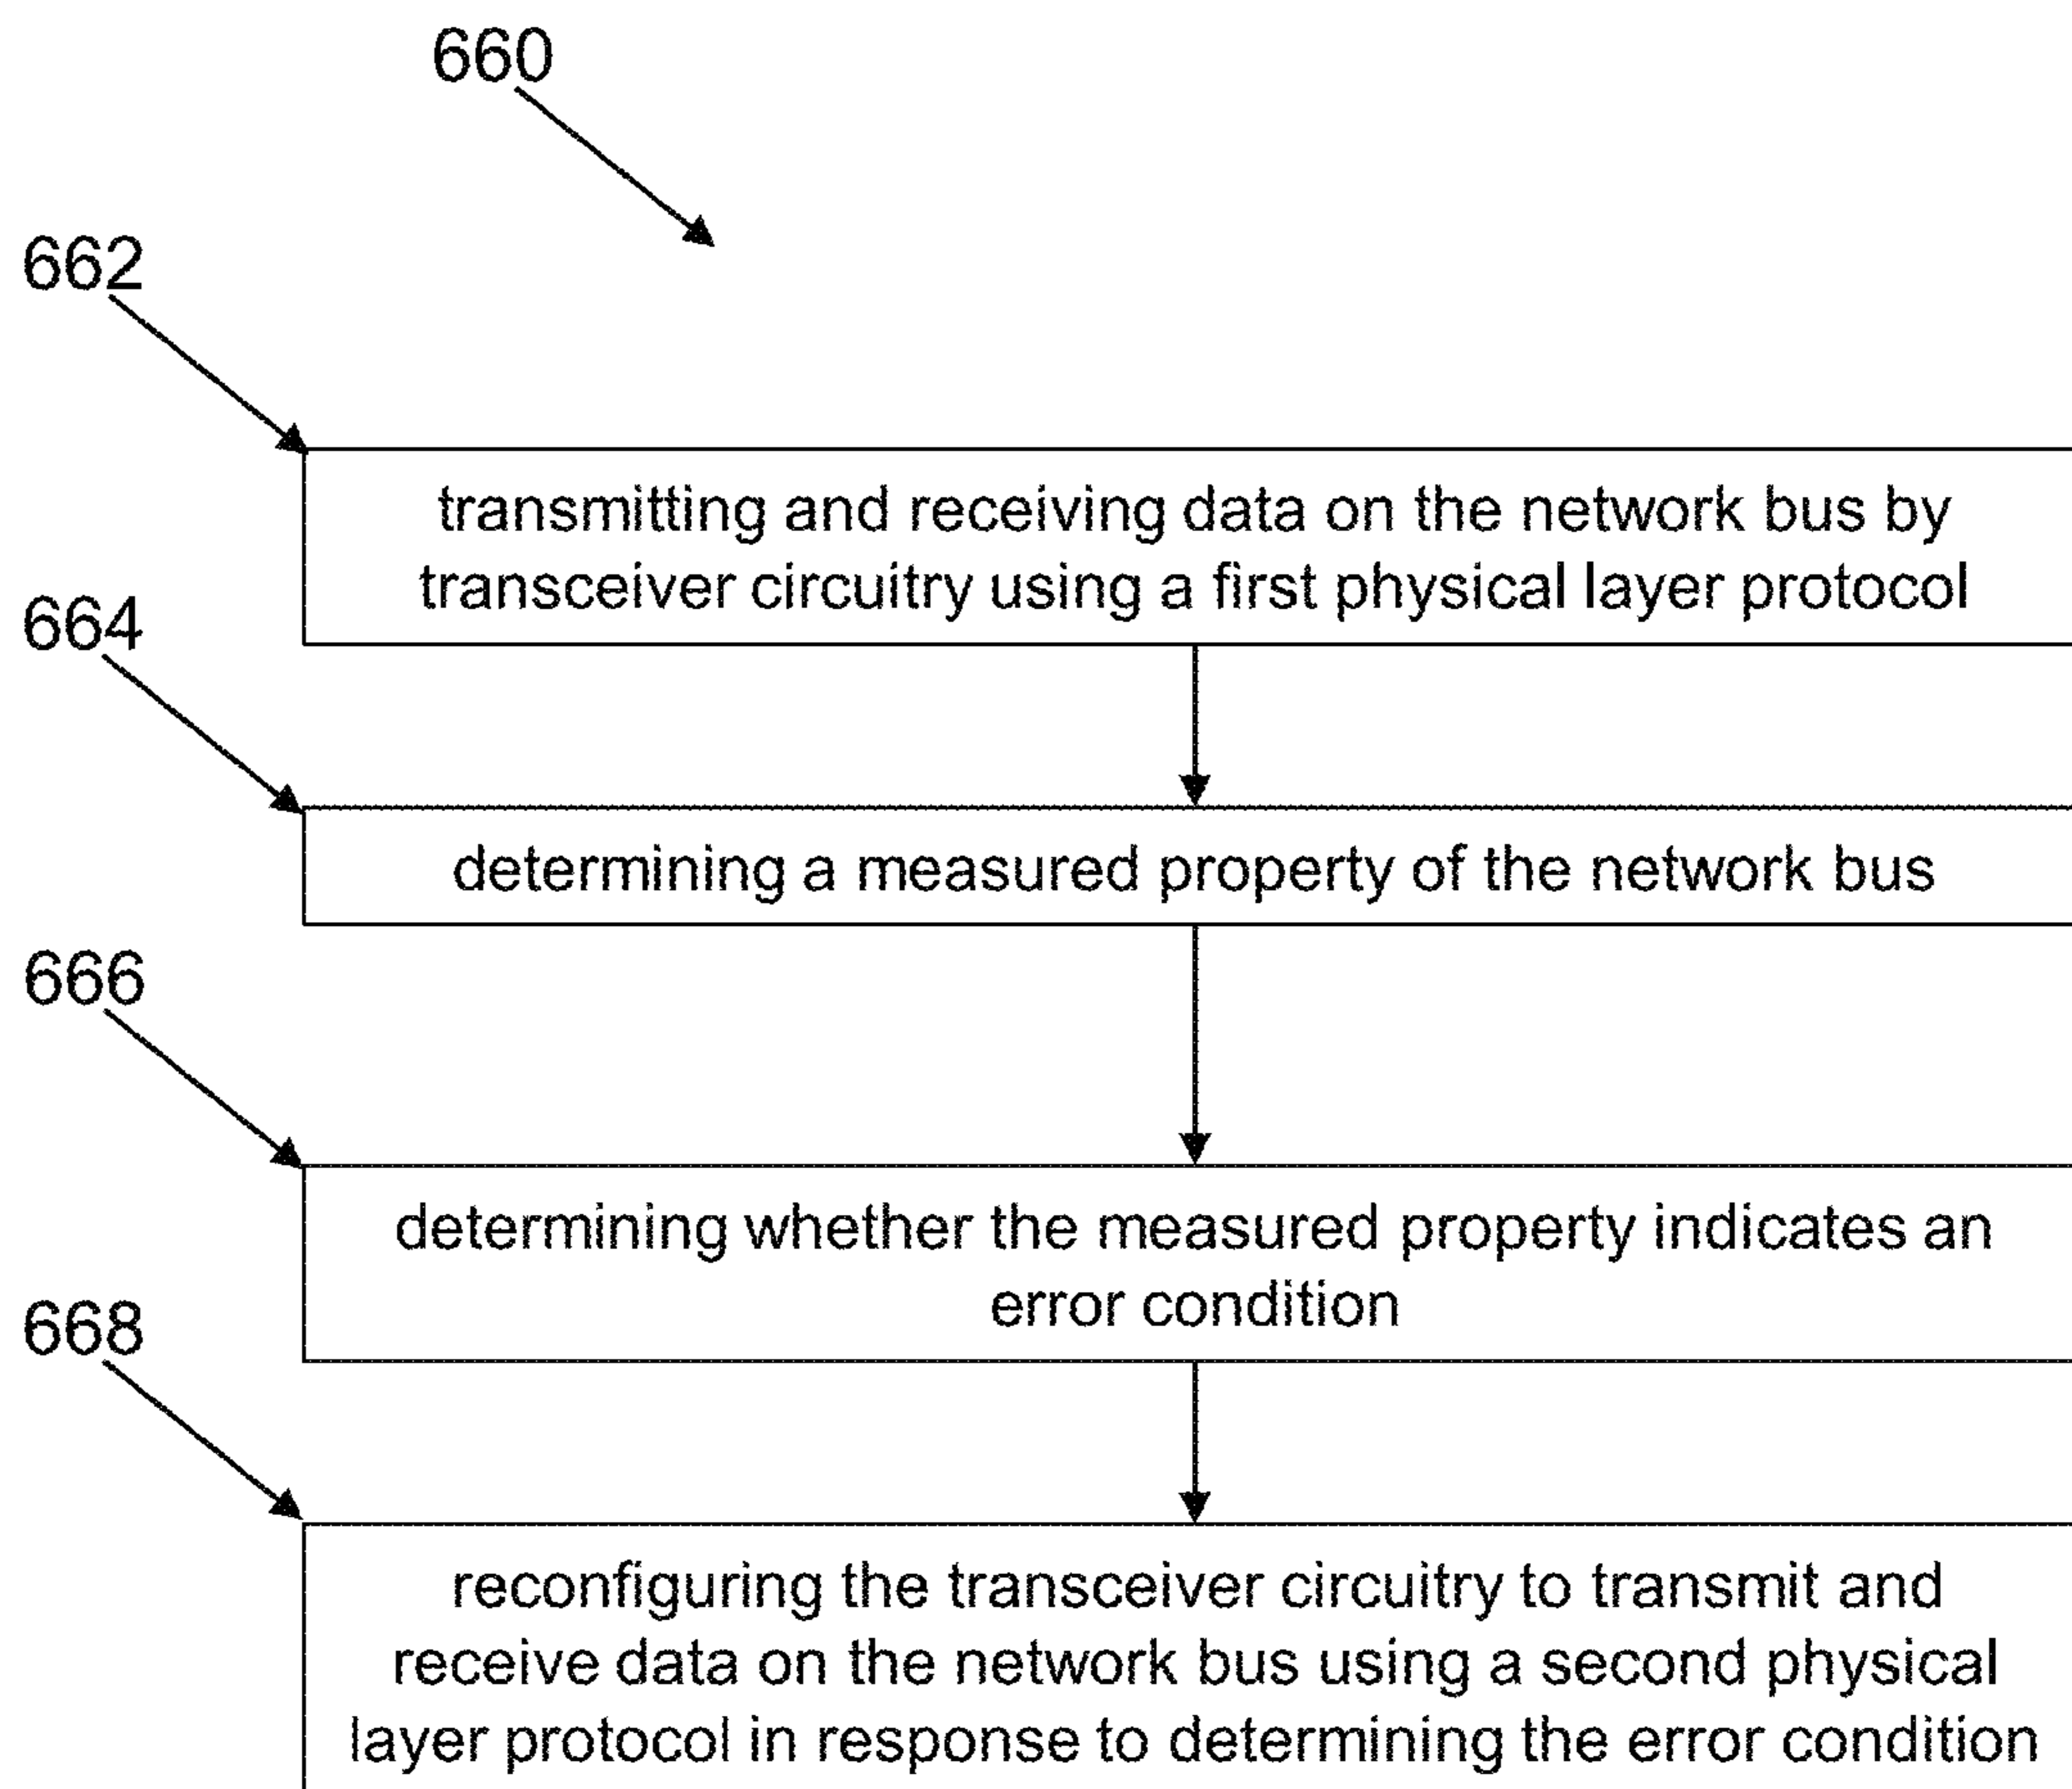 660
662
transmitting and receiving data on the network bus by
transceiver circuitry using a first physical layer protocol
664
determining a measured property of the network bus
666
determining whether the measured property indicates an
error condition
668
reconfiguring the transceiver circuitry to transmit and
receive data on the network bus using a second physical
layer protocol in response to determining the error condition